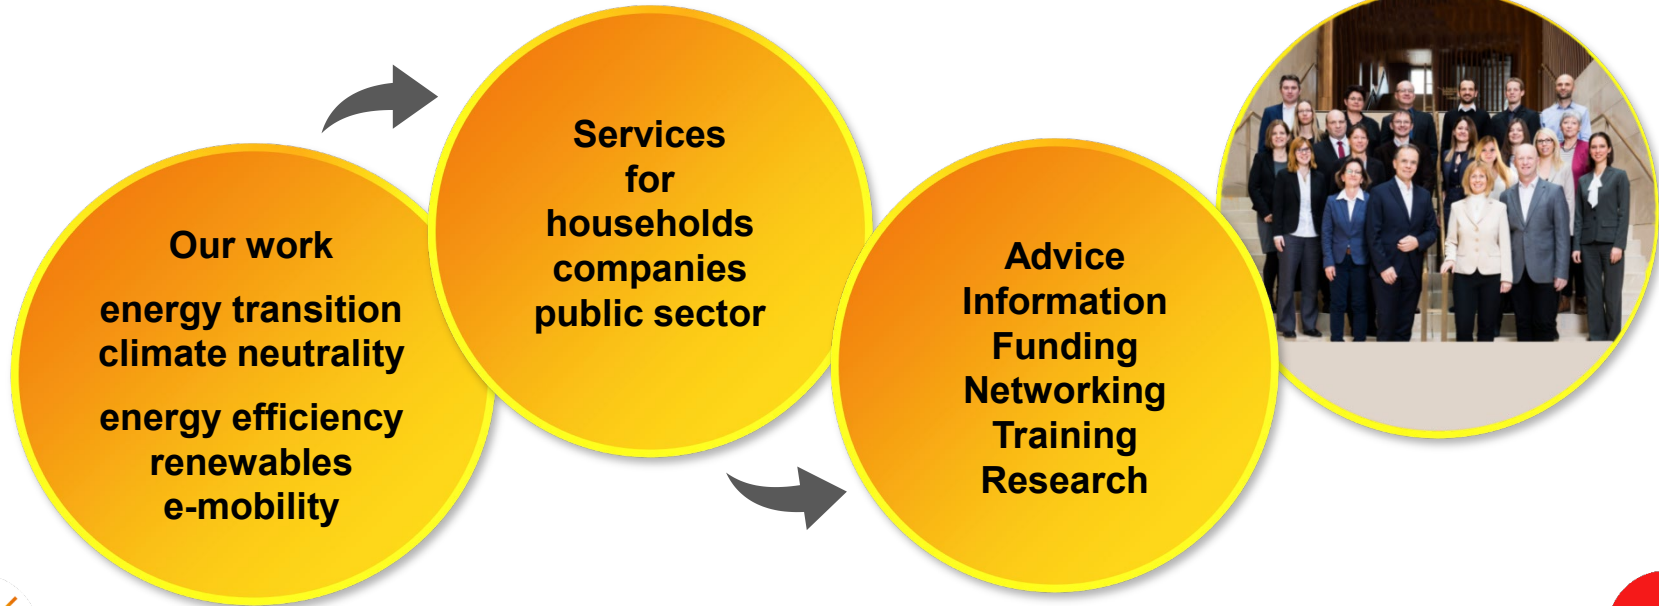 Our work
energy transition
climate neutrality
energy efficiency
renewables
e-mobility
Services
for
households
companies
public sector
Advice
Information
Funding
Networking
Training
Research